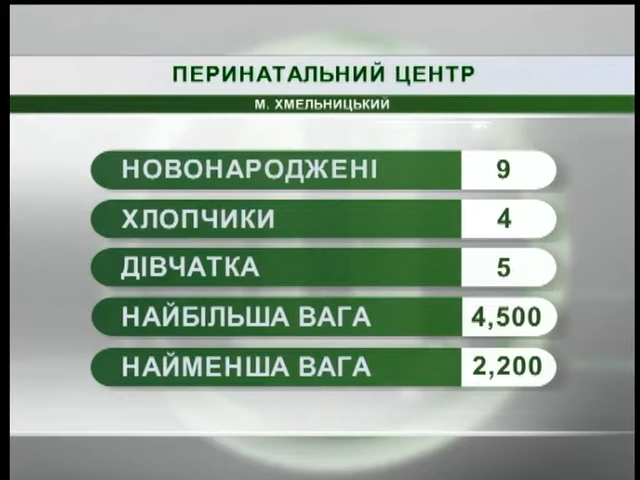 ПЕРИНАТАЛЬНИЙ ЦЕНТР
М. ХМЕЛЬНИЦЬКИЙ
НОВОНАРОДЖЕНІ 9
ХЛОПЧИКИ 4
ДІВЧАТКА 5
НАЙБІЛЬША ВАГА 4,500
НАЙМЕНША ВАГА 2,200